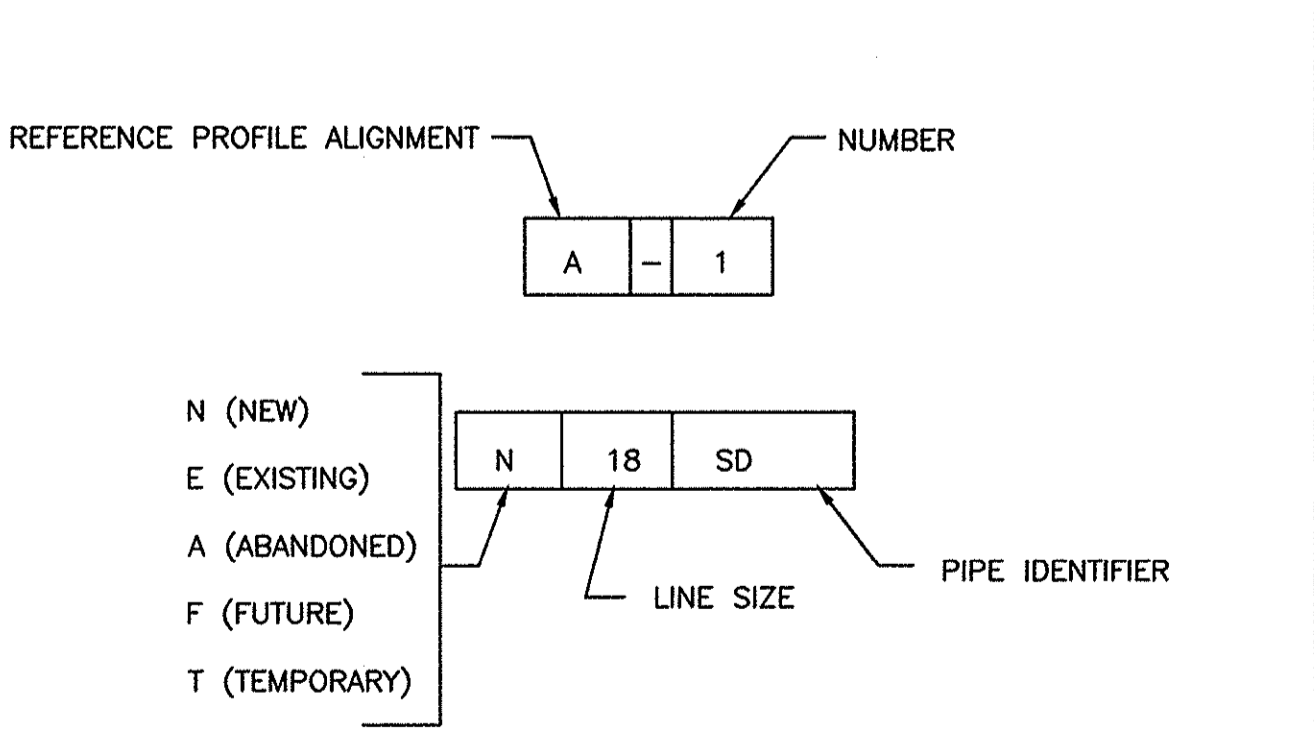 REFERENCE PROFILE ALIGNMENT
NUMBER
A - 1
N (NEW)
E (EXISTING)
A (ABANDONED)
F (FUTURE)
T (TEMPORARY)
N 18 SD
LINE SIZE
PIPE IDENTIFIER